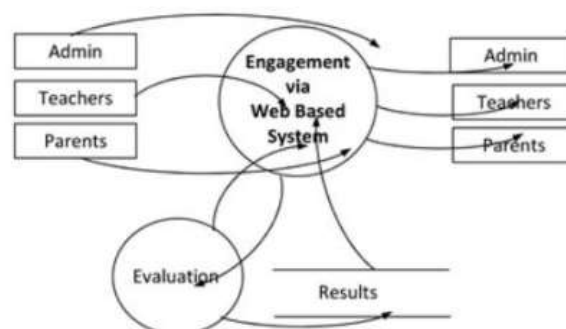 Admin
Teachers
Parents
Engagement
via
Web Based
System
Admin
Teachers
Parents
Evaluation
Results